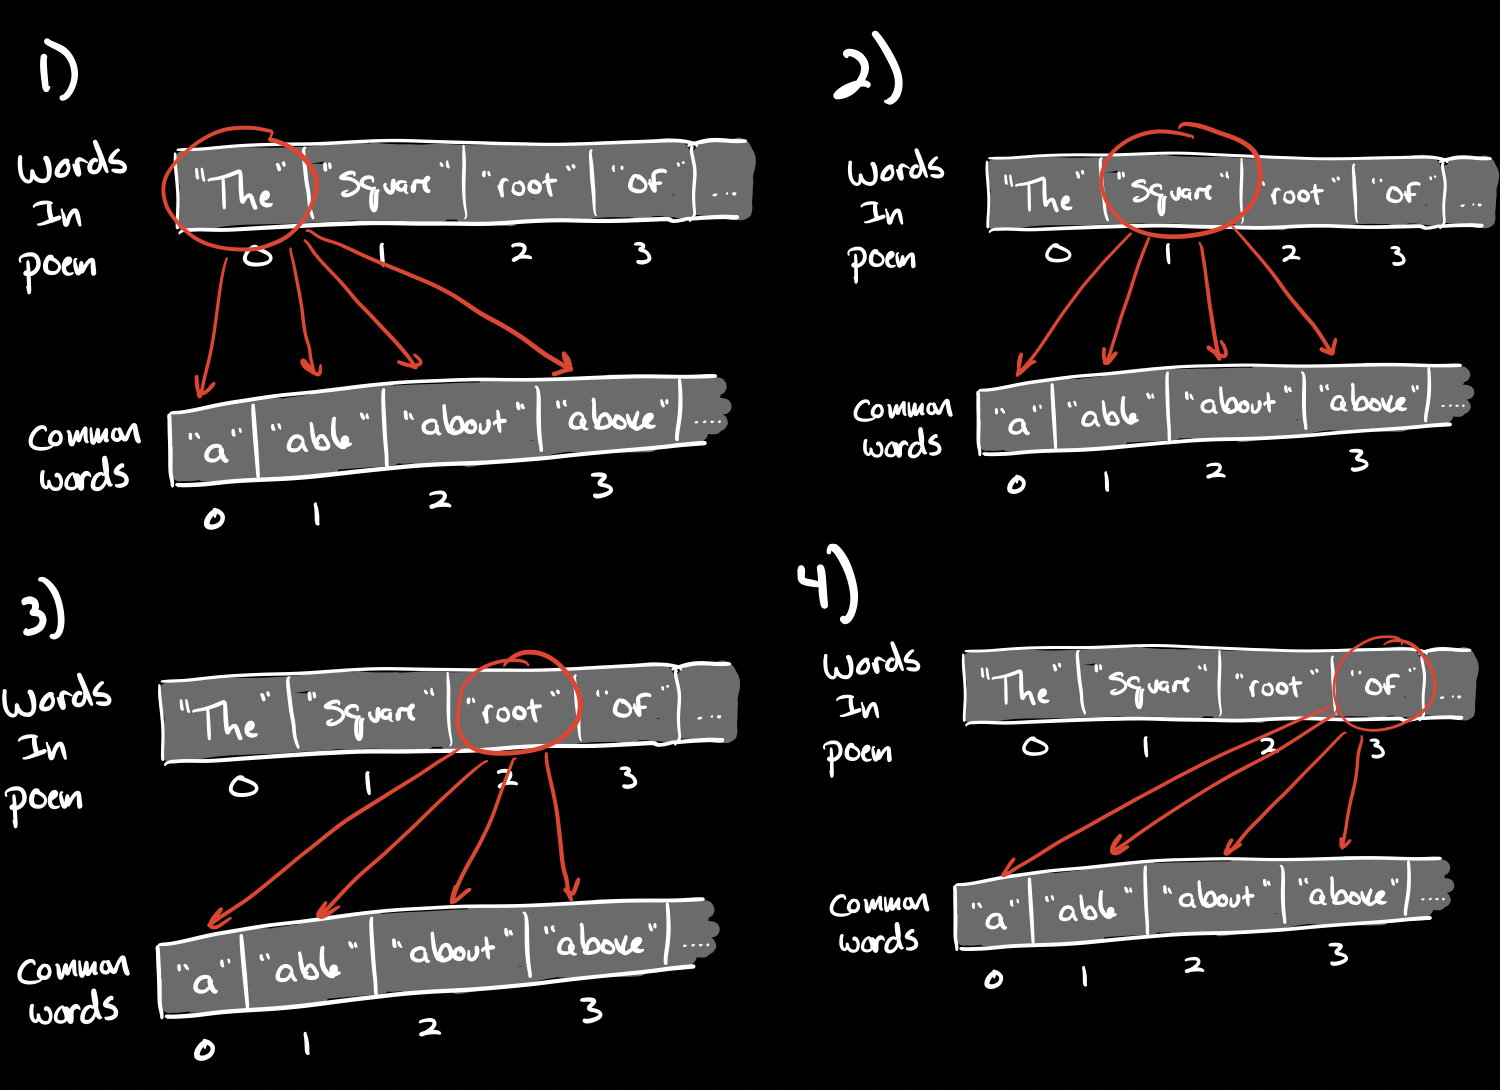 1)
Words
In
poem
"The" "Square" "root" "of" ...
0 1 2 3
Common
words
"a" "able" "about" "above" ....
0 1 2 3
2)
Words
In
poem
"The" "Square" "root" "of" ...
0 1 2 3
Common
words
"a" "able" "about" "above" ....
0 1 2 3
3)
Words
In
poem
"The" "Square" "root" "of" ...
0 1 2 3
Common
words
"a" "able" "about" "above" ....
0 1 2 3
4)
Words
In
poem
"The" "Square" "root" "of" ...
0 1 2 3
Common
words
"a" "able" "about" "above" ....
0 1 2 3